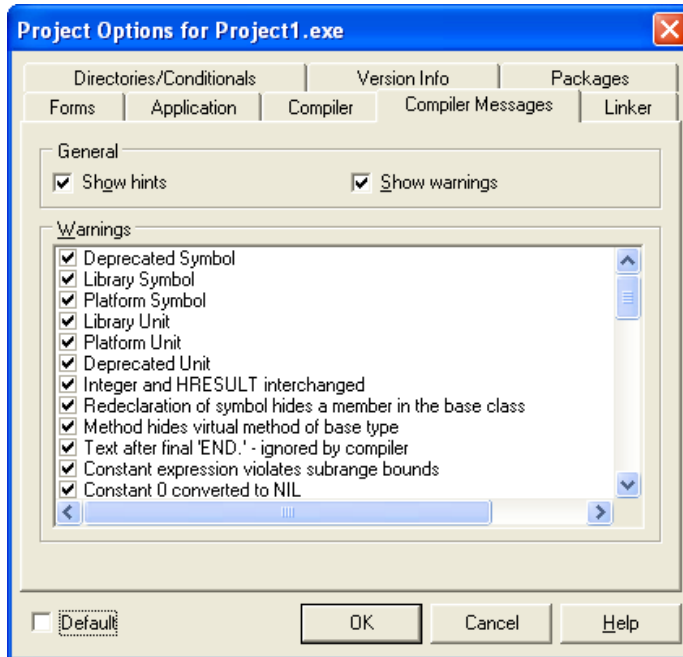 Project Options for Project1.exe
Directories/Conditionals Version Info Packages
Forms Application Compiler Compiler Messages Linker
General
Show hints Show warnings
Warnings
Deprecated Symbol
Library Symbol
Platform Symbol
Library Unit
Platform Unit
Deprecated Unit
Integer and HRESULT interchanged
Redeclaration of symbol hides a member in the base class
Method hides virtual method of base type
Text after final 'END.' - ignored by compiler
Constant expression violates subrange bounds
Constant 0 converted to NIL
Default OK Cancel Help